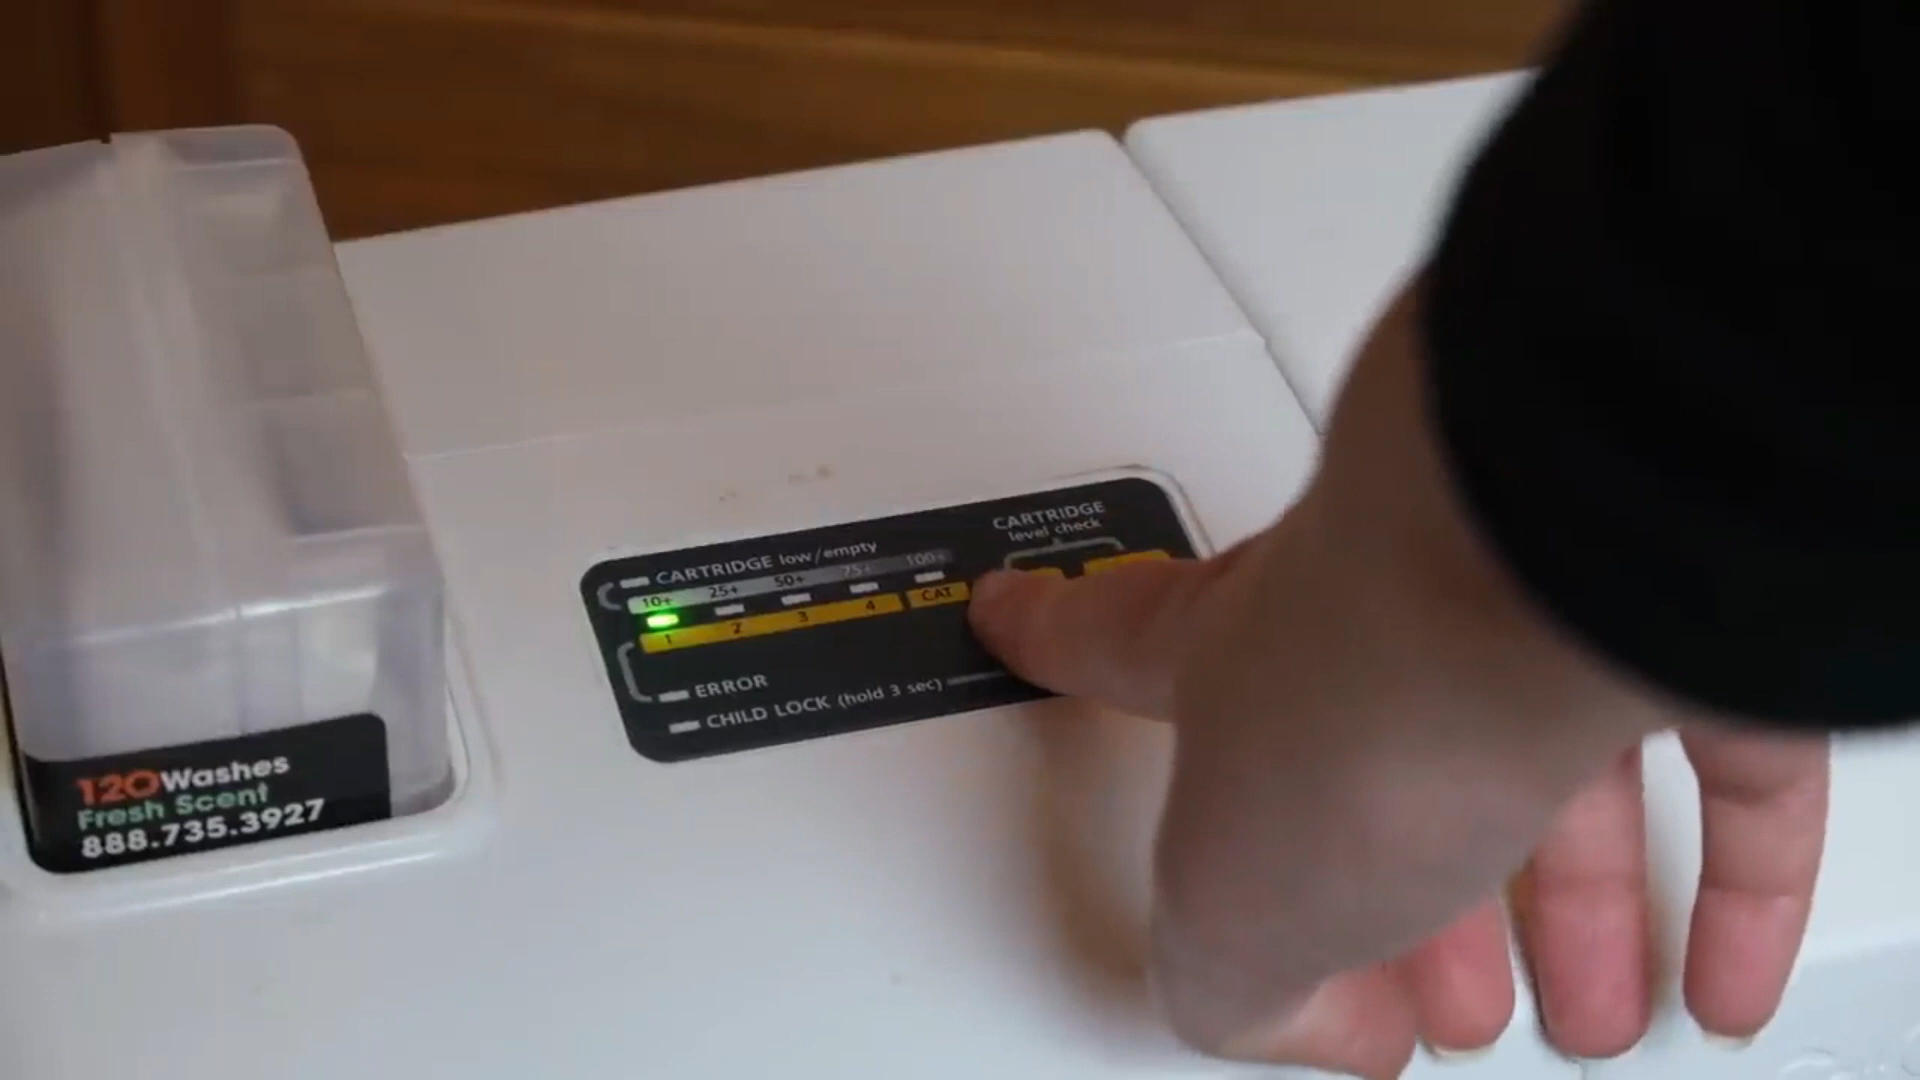 CARTRIDGE low/empty
10+ 25+ 50+ 75+ 100+
1 2 3 4 CAT
CARTRIDGE
level check
ERROR
CHILD LOCK (hold 3 sec)
120Washes
Fresh Scent
888.735.3927